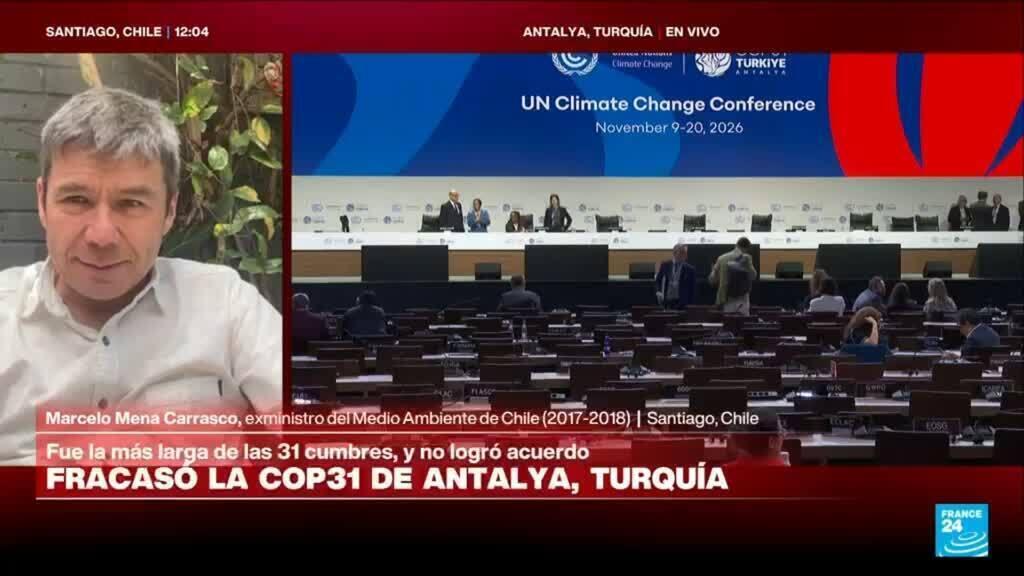 SANTIAGO, CHILE | 12:04
ANTALYA, TURQUÍA | EN VIVO
United Nations
Climate Change
TÜRKIYE
ANTALYA
UN Climate Change Conference
November 9-20, 2026
ECLAC
EOSG
Marcelo Mena Carrasco, exministro del Medio Ambiente de Chile (2017-2018) | Santiago, Chile
Fue la más larga de las 31 cumbres, y no logró acuerdo
FRACASÓ LA COP31 DE ANTALYA, TURQUÍA
FRANCE
24